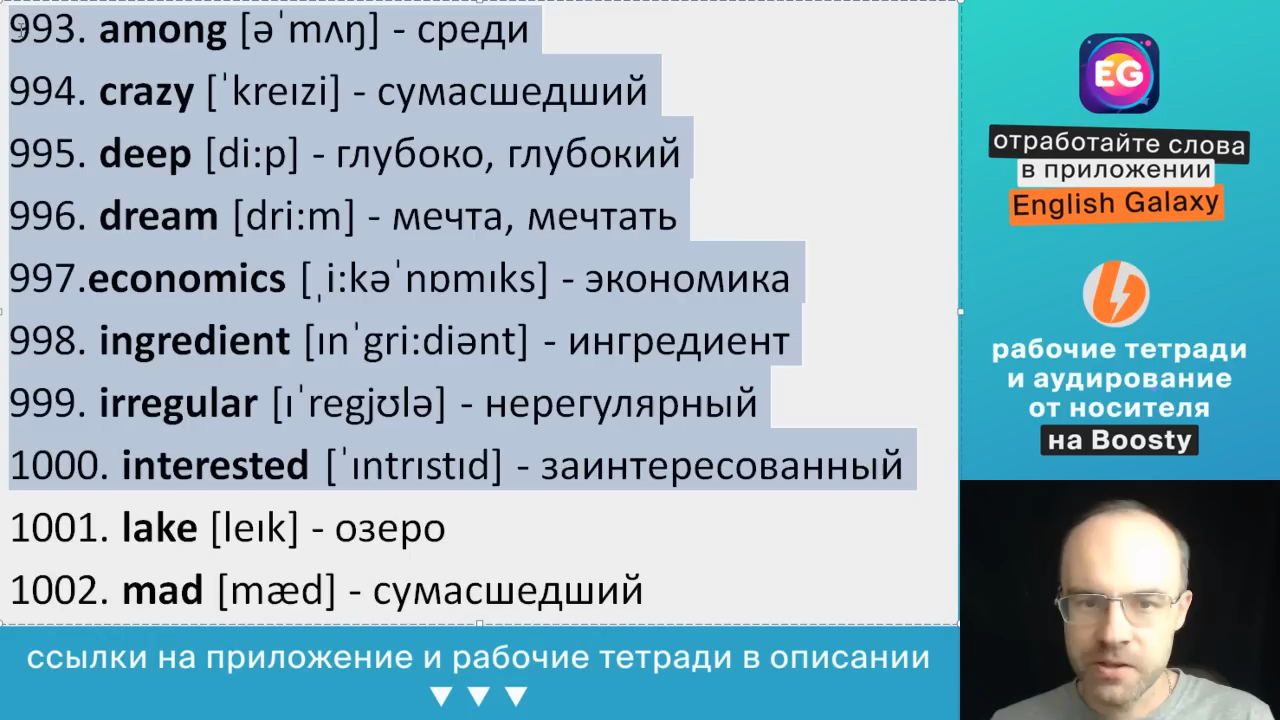 993. among [əˈmʌŋ] - среди
994. crazy [ˈkreɪzi] - сумасшедший
995. deep [di:p] - глубоко, глубокий
996. dream [dri:m] - мечта, мечтать
997.economics [ˌi:kəˈnɒmɪks] - экономика
998. ingredient [ɪnˈgri:diənt] - ингредиент
999. irregular [ɪˈregjʊlə] - нерегулярный
1000. interested [ˈɪntrɪstɪd] - заинтересованный
1001. lake [leɪk] - озеро
1002. mad [mæd] - сумасшедший
ссылки на приложение и рабочие тетради в описании
EG
отработайте слова
в приложении
English Galaxy
рабочие тетради
и аудирование
от носителя
на Boosty